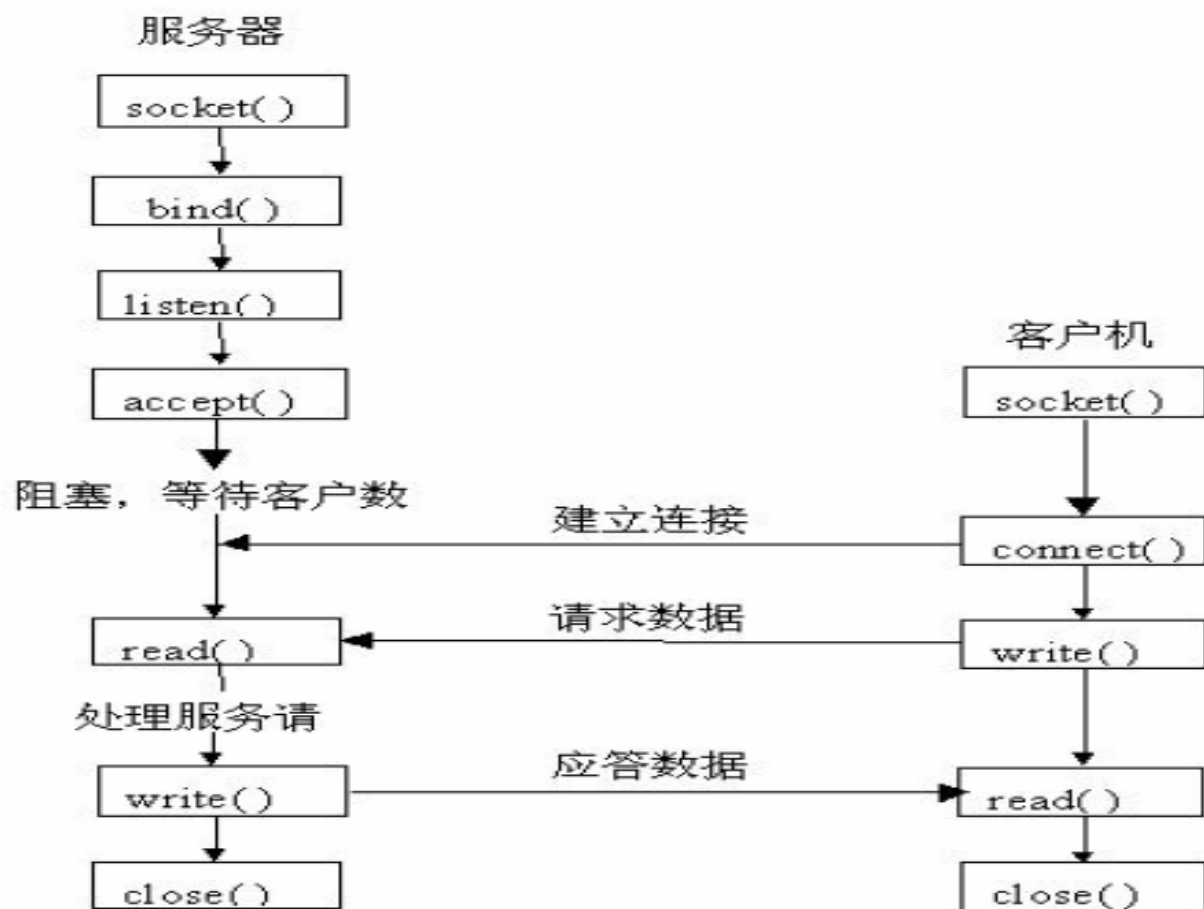 服务器
socket()
bind()
listen()
accept()
阻塞，等待客户数
客户机
socket()
建立连接
connect()
请求数据
read()
write()
处理服务请
应答数据
write()
read()
close()
close()